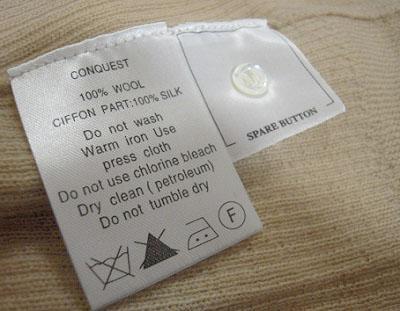 CONQUEST
100% WOOL
CIFFON PART:100% SILK
Do not wash
Warm iron Use
press cloth
Do not use chlorine bleach
Dry clean ( petroleum)
Do not tumble dry
F
SPARE BUTTON